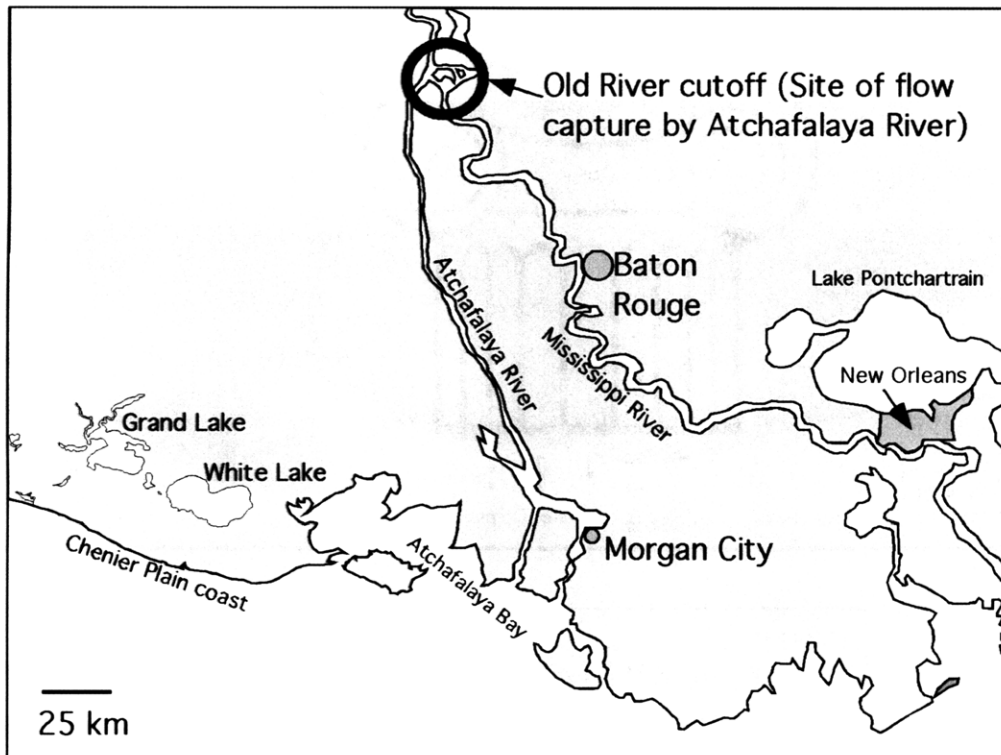 Old River cutoff (Site of flow
capture by Atchafalaya River)
Baton
Rouge
Lake Pontchartrain
Atchafalaya River
Mississippi River
New Orleans
Grand Lake
White Lake
Morgan City
Chenier Plain coast
Atchafalaya Bay
25 km